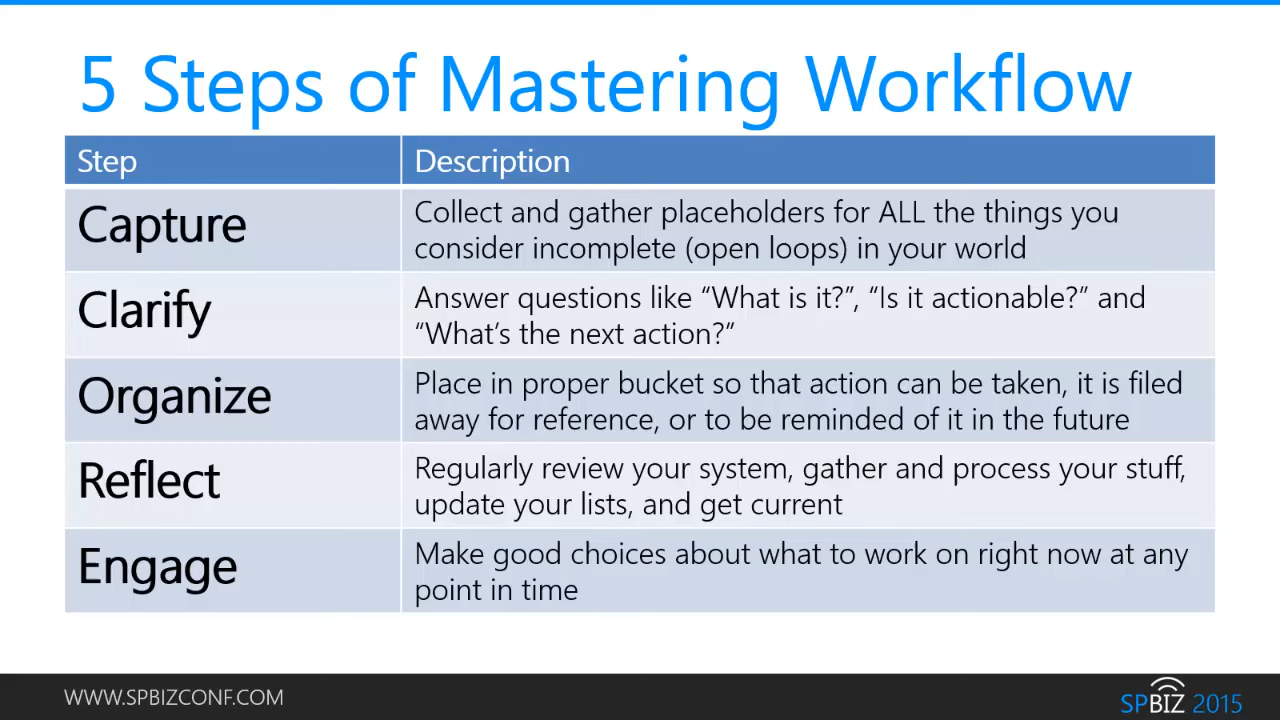 5 Steps of Mastering Workflow
Step
Description
Capture
Collect and gather placeholders for ALL the things you
consider incomplete (open loops) in your world
Clarify
Answer questions like “What is it?”, “Is it actionable?” and
“What’s the next action?”
Organize
Place in proper bucket so that action can be taken, it is filed
away for reference, or to be reminded of it in the future
Reflect
Regularly review your system, gather and process your stuff,
update your lists, and get current
Engage
Make good choices about what to work on right now at any
point in time
WWW.SPBIZCONF.COM
SPBIZ 2015